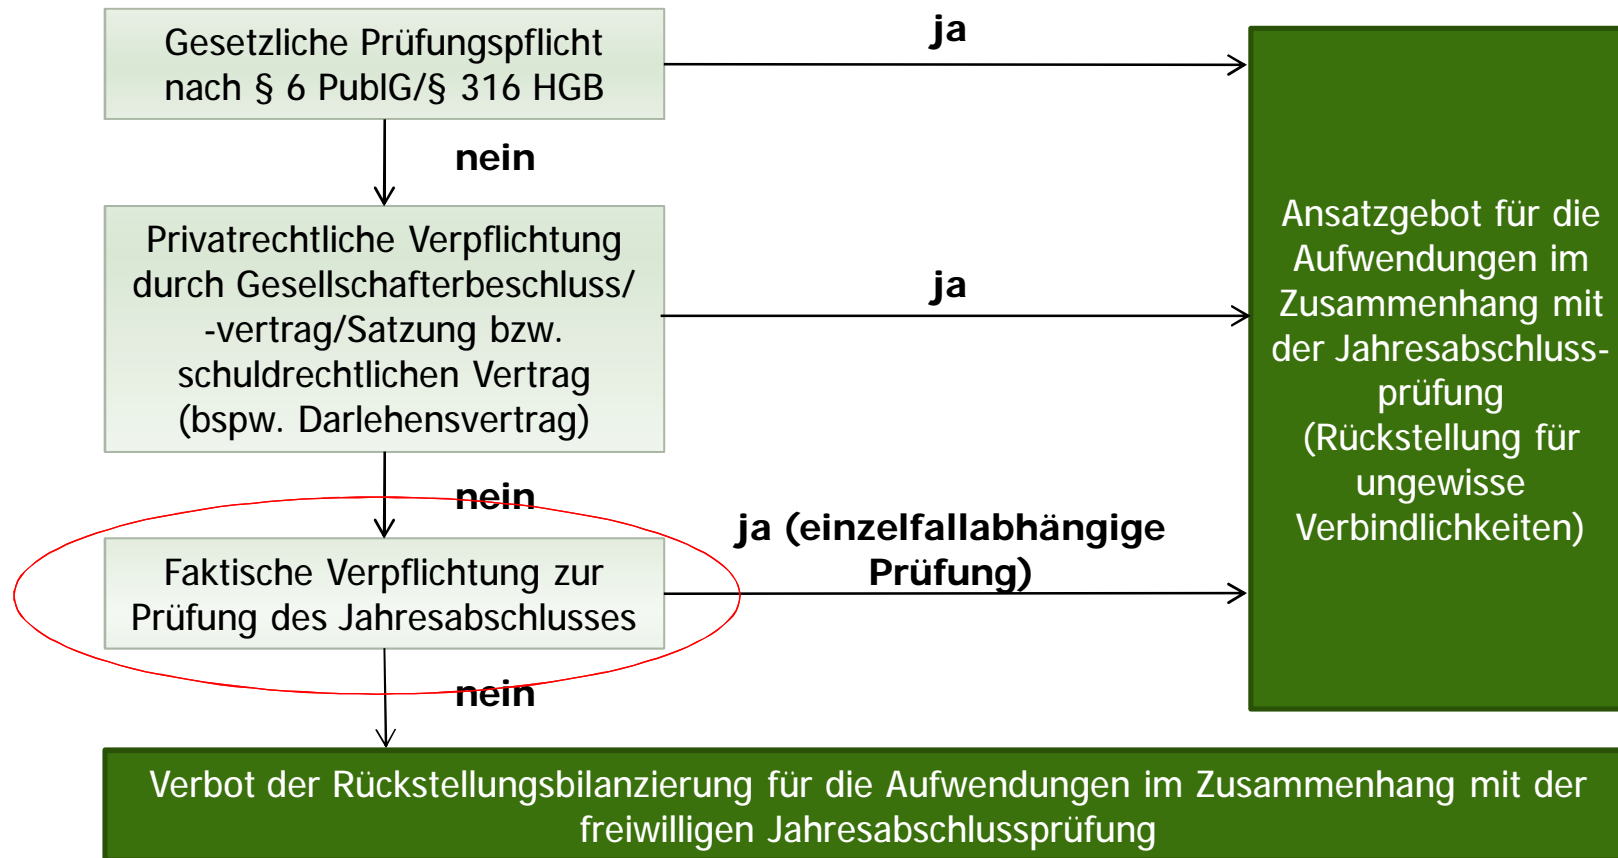 Gesetzliche Prüfungspflicht
nach § 6 PublG/§ 316 HGB
ja
nein
Privatrechtliche Verpflichtung
durch Gesellschafterbeschluss/
-vertrag/Satzung bzw.
schuldrechtlichen Vertrag
(bspw. Darlehensvertrag)
ja
nein
Faktische Verpflichtung zur
Prüfung des Jahresabschlusses
ja (einzelfallabhängige
Prüfung)
nein
Ansatzgebot für die
Aufwendungen im
Zusammenhang mit
der Jahresabschluss-
prüfung
(Rückstellung für
ungewisse
Verbindlichkeiten)
Verbot der Rückstellungsbilanzierung für die Aufwendungen im Zusammenhang mit der
freiwilligen Jahresabschlussprüfung